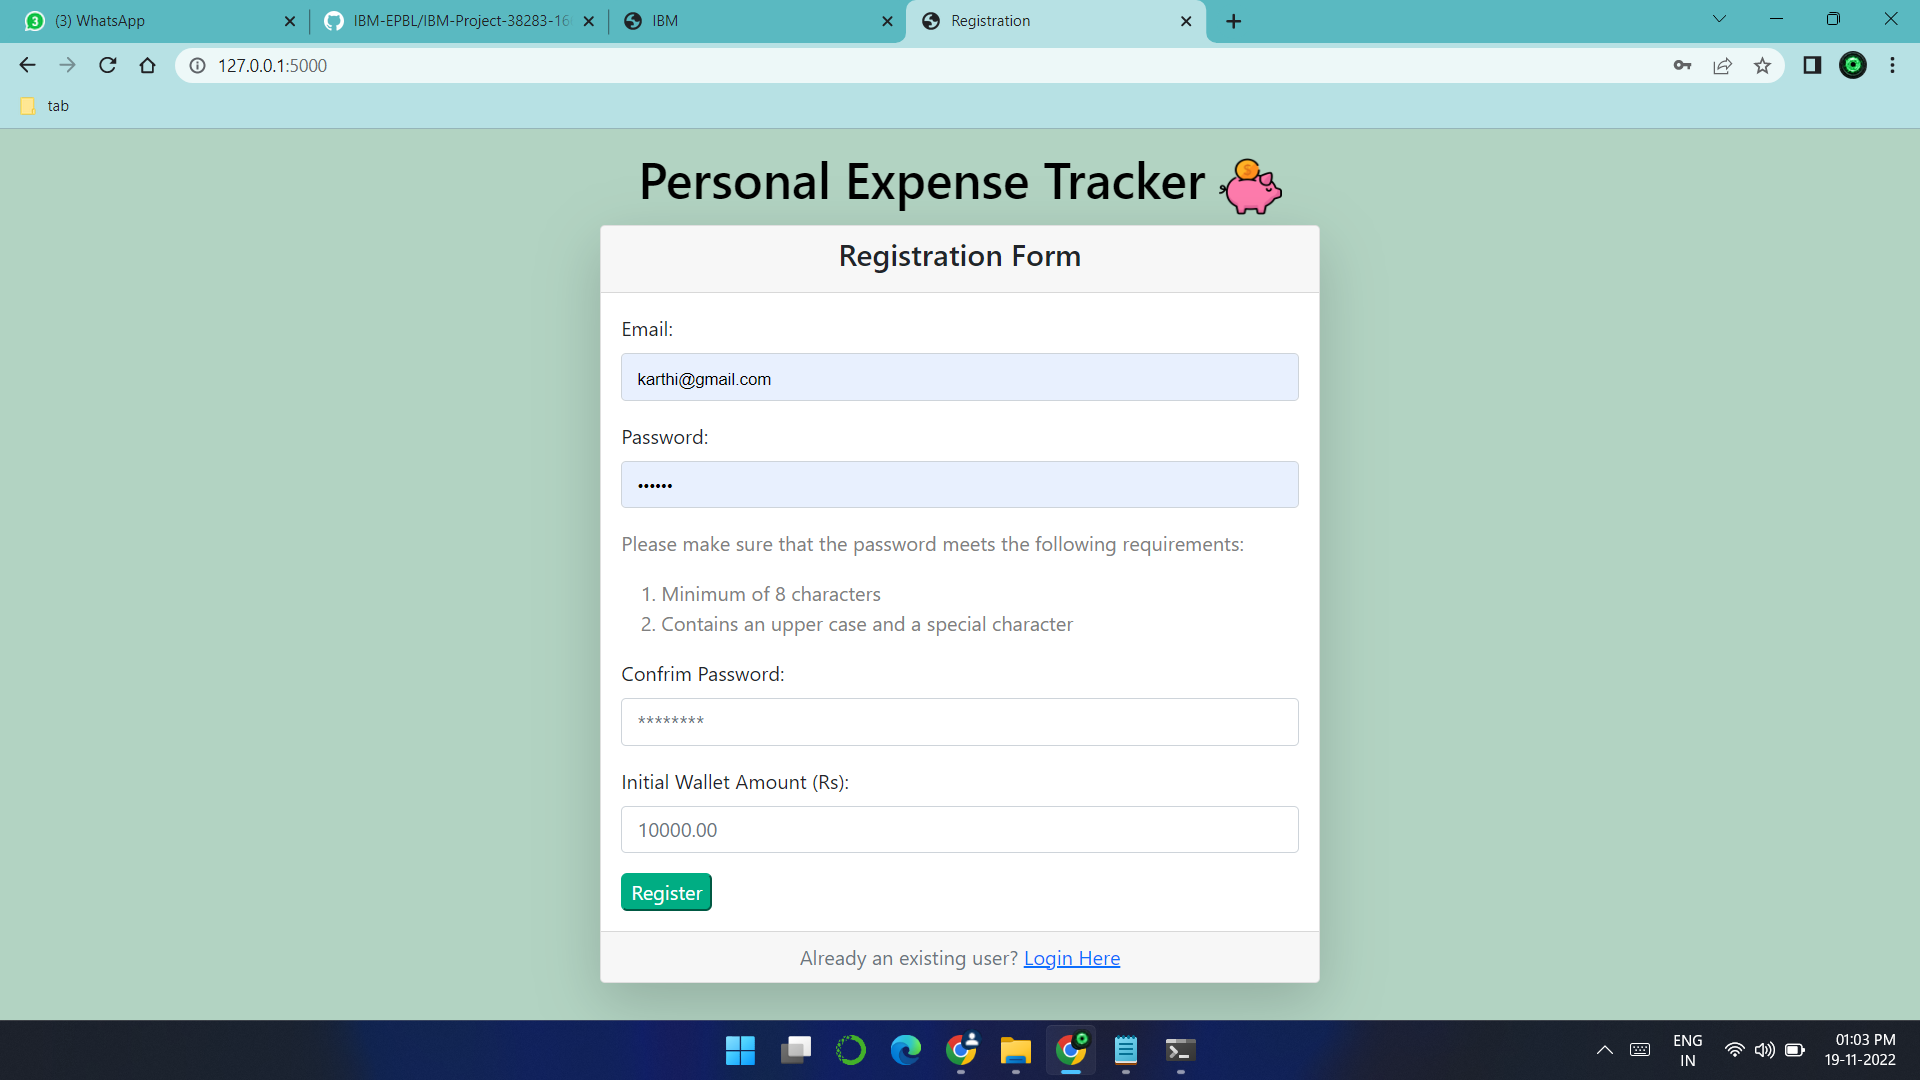 (3) WhatsApp
IBM-EPBL/IBM-Project-38283-16
IBM
Registration
127.0.0.1:5000
tab
Personal Expense Tracker
Registration Form
Email:
karthi@gmail.com
Password:
••••••
Please make sure that the password meets the following requirements:
1. Minimum of 8 characters
2. Contains an upper case and a special character
Confrim Password:
********
Initial Wallet Amount (Rs):
10000.00
Register
Already an existing user? Login Here
ENG
IN
01:03 PM
19-11-2022